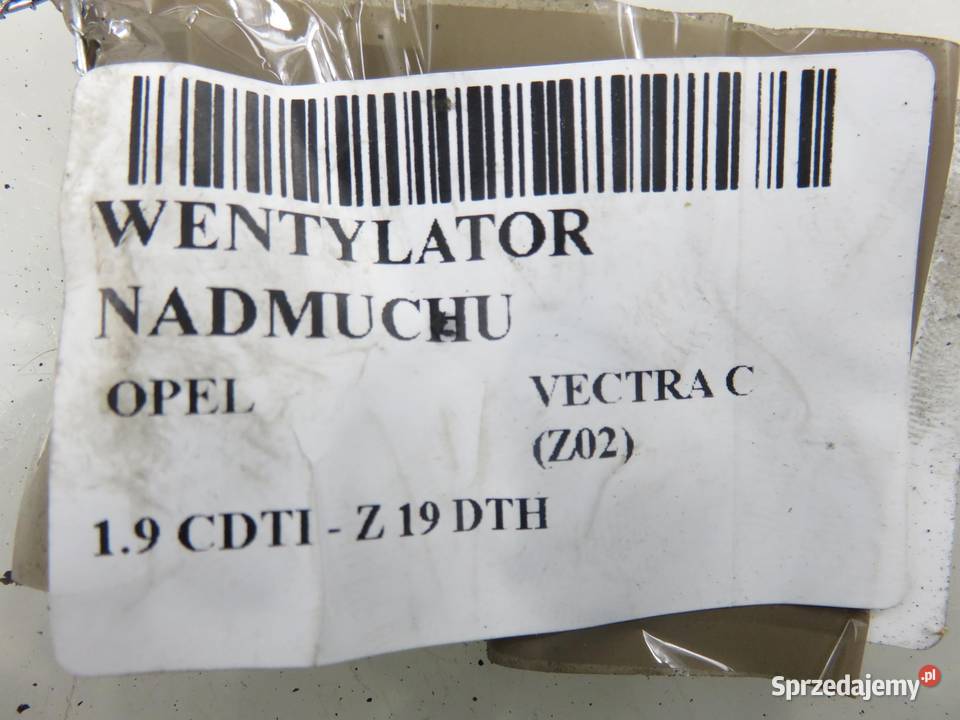 WENTYLATOR
NADMUCHU
OPEL VECTRA C
(Z02)
1.9 CDTI - Z 19 DTH
Sprzedajemy.pl